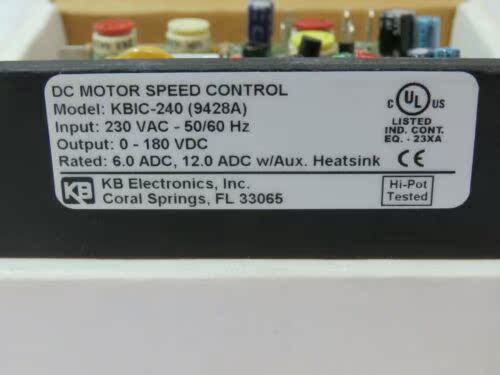 DC MOTOR SPEED CONTROL
Model: KBIC-240 (9428A)
Input: 230 VAC - 50/60 Hz
Output: 0 - 180 VDC
Rated: 6.0 ADC, 12.0 ADC w/Aux. Heatsink
KB KB Electronics, Inc.
Coral Springs, FL 33065
C UL US
LISTED
IND. CONT.
EQ. - 23XA
CE
Hi-Pot
Tested